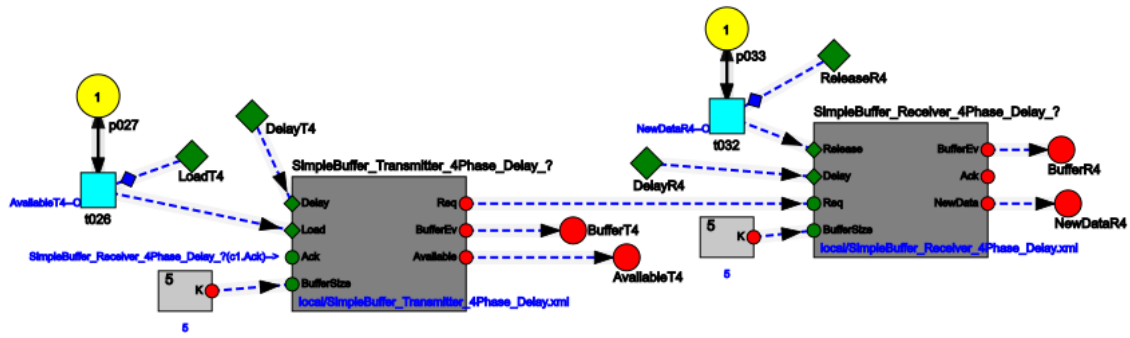 1
p027
AvailableT4--O
t026
LoadT4
DelayT4
SimpleBuffer_Transmitter_4Phase_Delay_?
Delay
Load
Ack
BufferSize
Req
BufferEv
Available
SimpleBuffer_Receiver_4Phase_Delay_?(c1.Ack)-->
local/SimpleBuffer_Transmitter_4Phase_Delay.xml
5
K
5
BufferT4
AvailableT4
1
p033
NewDataR4--O
t032
ReleaseR4
DelayR4
SimpleBuffer_Receiver_4Phase_Delay_?
Release
Delay
Req
BufferSize
BufferEv
Ack
NewData
local/SimpleBuffer_Receiver_4Phase_Delay.xml
5
K
5
BufferR4
NewDataR4